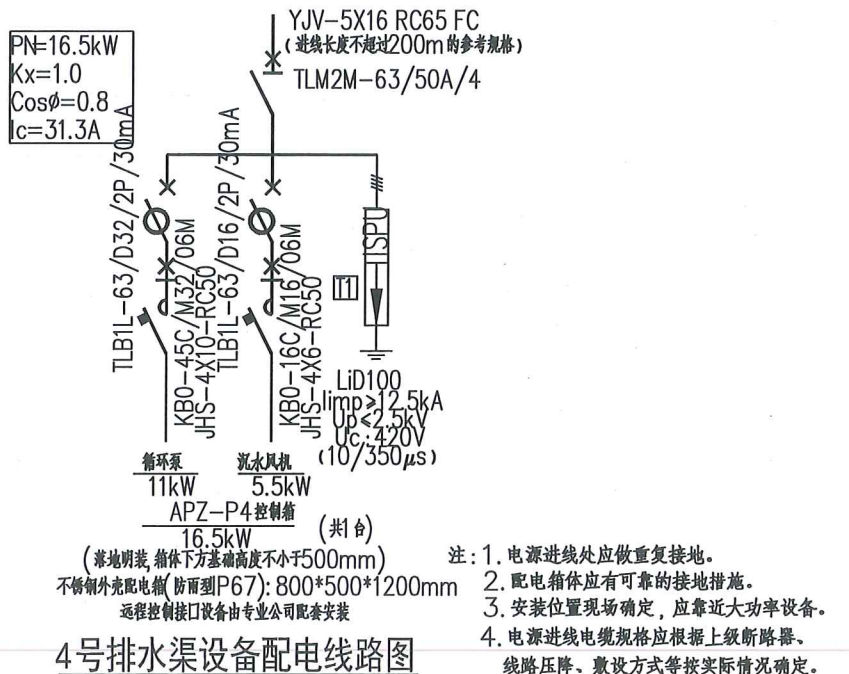 PN=16.5kW
Kx=1.0
Cosø=0.8
Ic=31.3A
YJV-5X16 RC65 FC
(进线长度不超过200m的参考规格)
TLM2M-63/50A/4
TLB1L-63/D32/2P/30mA
KB0-45C/M32/06M
JHS-4X10-RC50
TLB1L-63/D16/2P/30mA
KB0-16C/M16/06M
JHS-4X6-RC50
TSPU
T1
LiD100
Iimp≥12.5kA
Up<2.5kV
Uc:420V
(10/350μs)
循环泵
11kW
沉水风机
5.5kW
APZ-P4控制箱
16.5kW
(共1台)
(落地明装,箱体下方基础高度不小于500mm)
不锈钢外壳配电箱(防雨型IP67):800*500*1200mm
远程控制接口设备由专业公司配套安装
4号排水渠设备配电线路图
注:1.电源进线处应做重复接地。
2.配电箱体应有可靠的接地措施。
3.安装位置现场确定,应靠近大功率设备。
4.电源进线电缆规格应根据上级断路器、
线路压降、敷设方式等按实际情况确定。